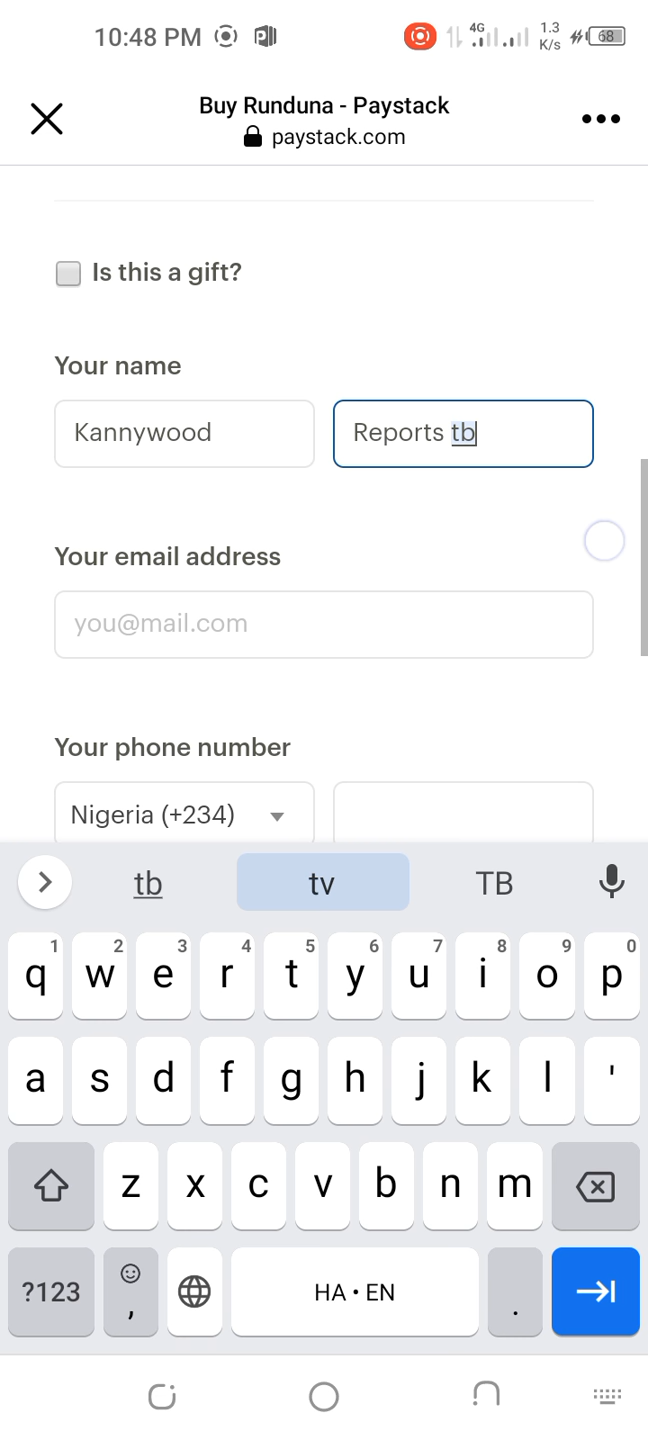 10:48 PM 4G 1.3 K/s 68
Buy Runduna - Paystack
paystack.com
Is this a gift?
Your name
Kannywood Reports tb
Your email address
you@mail.com
Your phone number
Nigeria (+234)
tb tv TB
1 2 3 4 5 6 7 8 9 0
q w e r t y u i o p
a s d f g h j k l '
z x c v b n m
?123 , HA • EN .